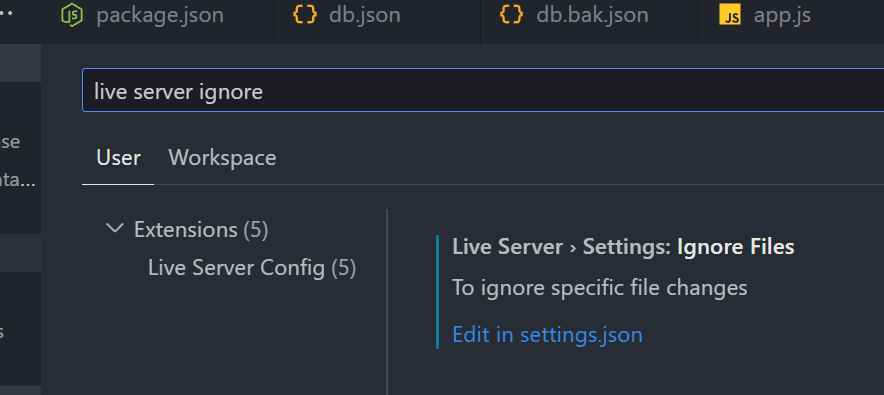 package.json
db.json
db.bak.json
JS app.js
live server ignore
se
ata...
s
User
Workspace
Extensions (5)
Live Server Config (5)
Live Server › Settings: Ignore Files
To ignore specific file changes
Edit in settings.json